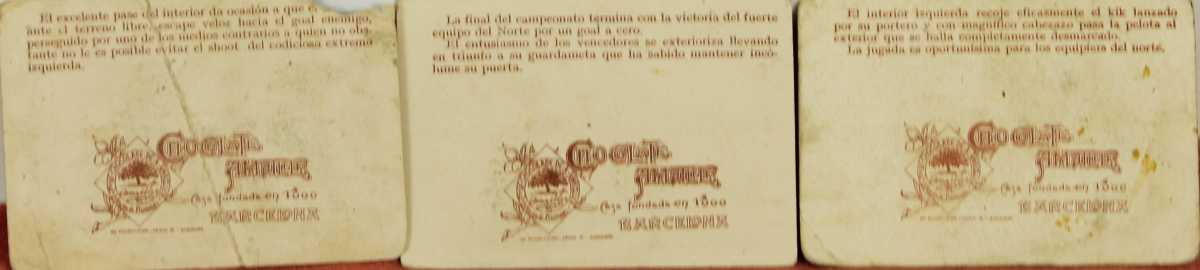 El excelente pase del interior da ocasión a que
ante el terreno libre, escape veloz hacia el goal enemigo,
perseguido por uno de los medios contrarios a quien no obs-
tante no le es posible evitar el shoot del codicioso extremo
izquierda.
CHOCOLATE
AMATLLER
Casa fundada en 1800
BARCELONA
La final del campeonato termina con la victoria del fuerte
equipo del Norte por un goal a cero.
El entusiasmo de los vencedores se exterioriza llevando
en triunfo a su guardameta que ha sabido mantener incó-
lume su puerta.
CHOCOLATE
AMATLLER
Casa fundada en 1800
BARCELONA
El interior izquierda recoje eficasmente el kik lanzado
por su portero y con magnífico cabezazo pasa la pelota al
exterior que se halla completamente desmarcado.
La jugada es oportunísima para los equipiers del norte.
CHOCOLATE
AMATLLER
Casa fundada en 1800
BARCELONA